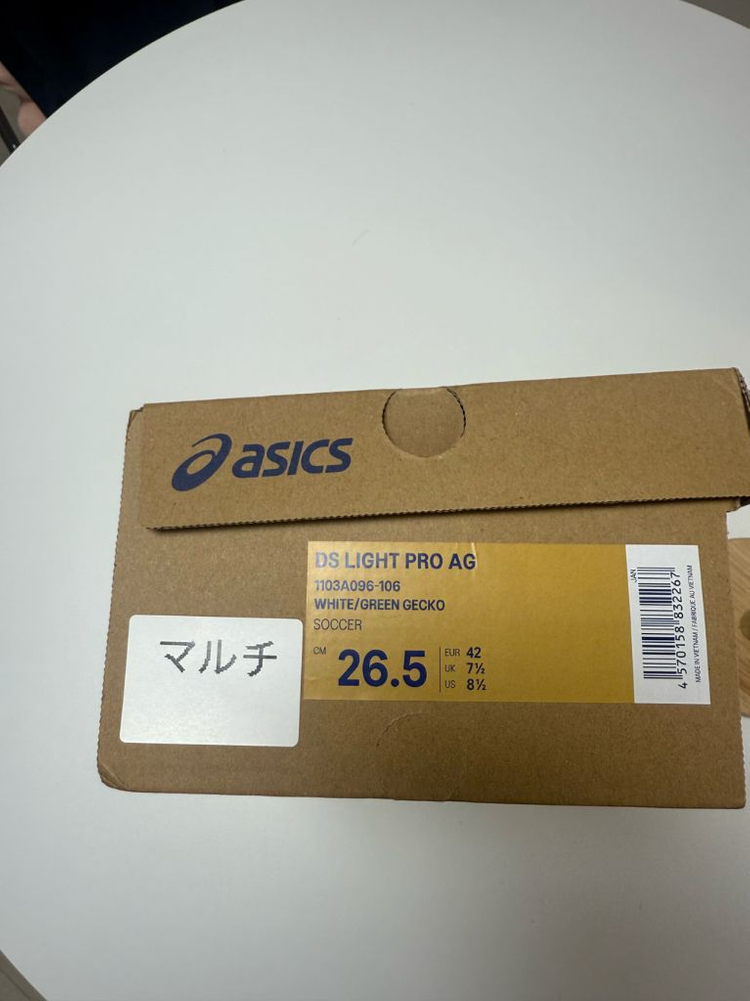 asics
DS LIGHT PRO AG
1103A096-106
WHITE/GREEN GECKO
SOCCER
CM 26.5
EUR 42
UK 7½
US 8½
マルチ
JAN
4 570158 832267
MADE IN VIETNAM / FABRIQUÉ AU VIETNAM